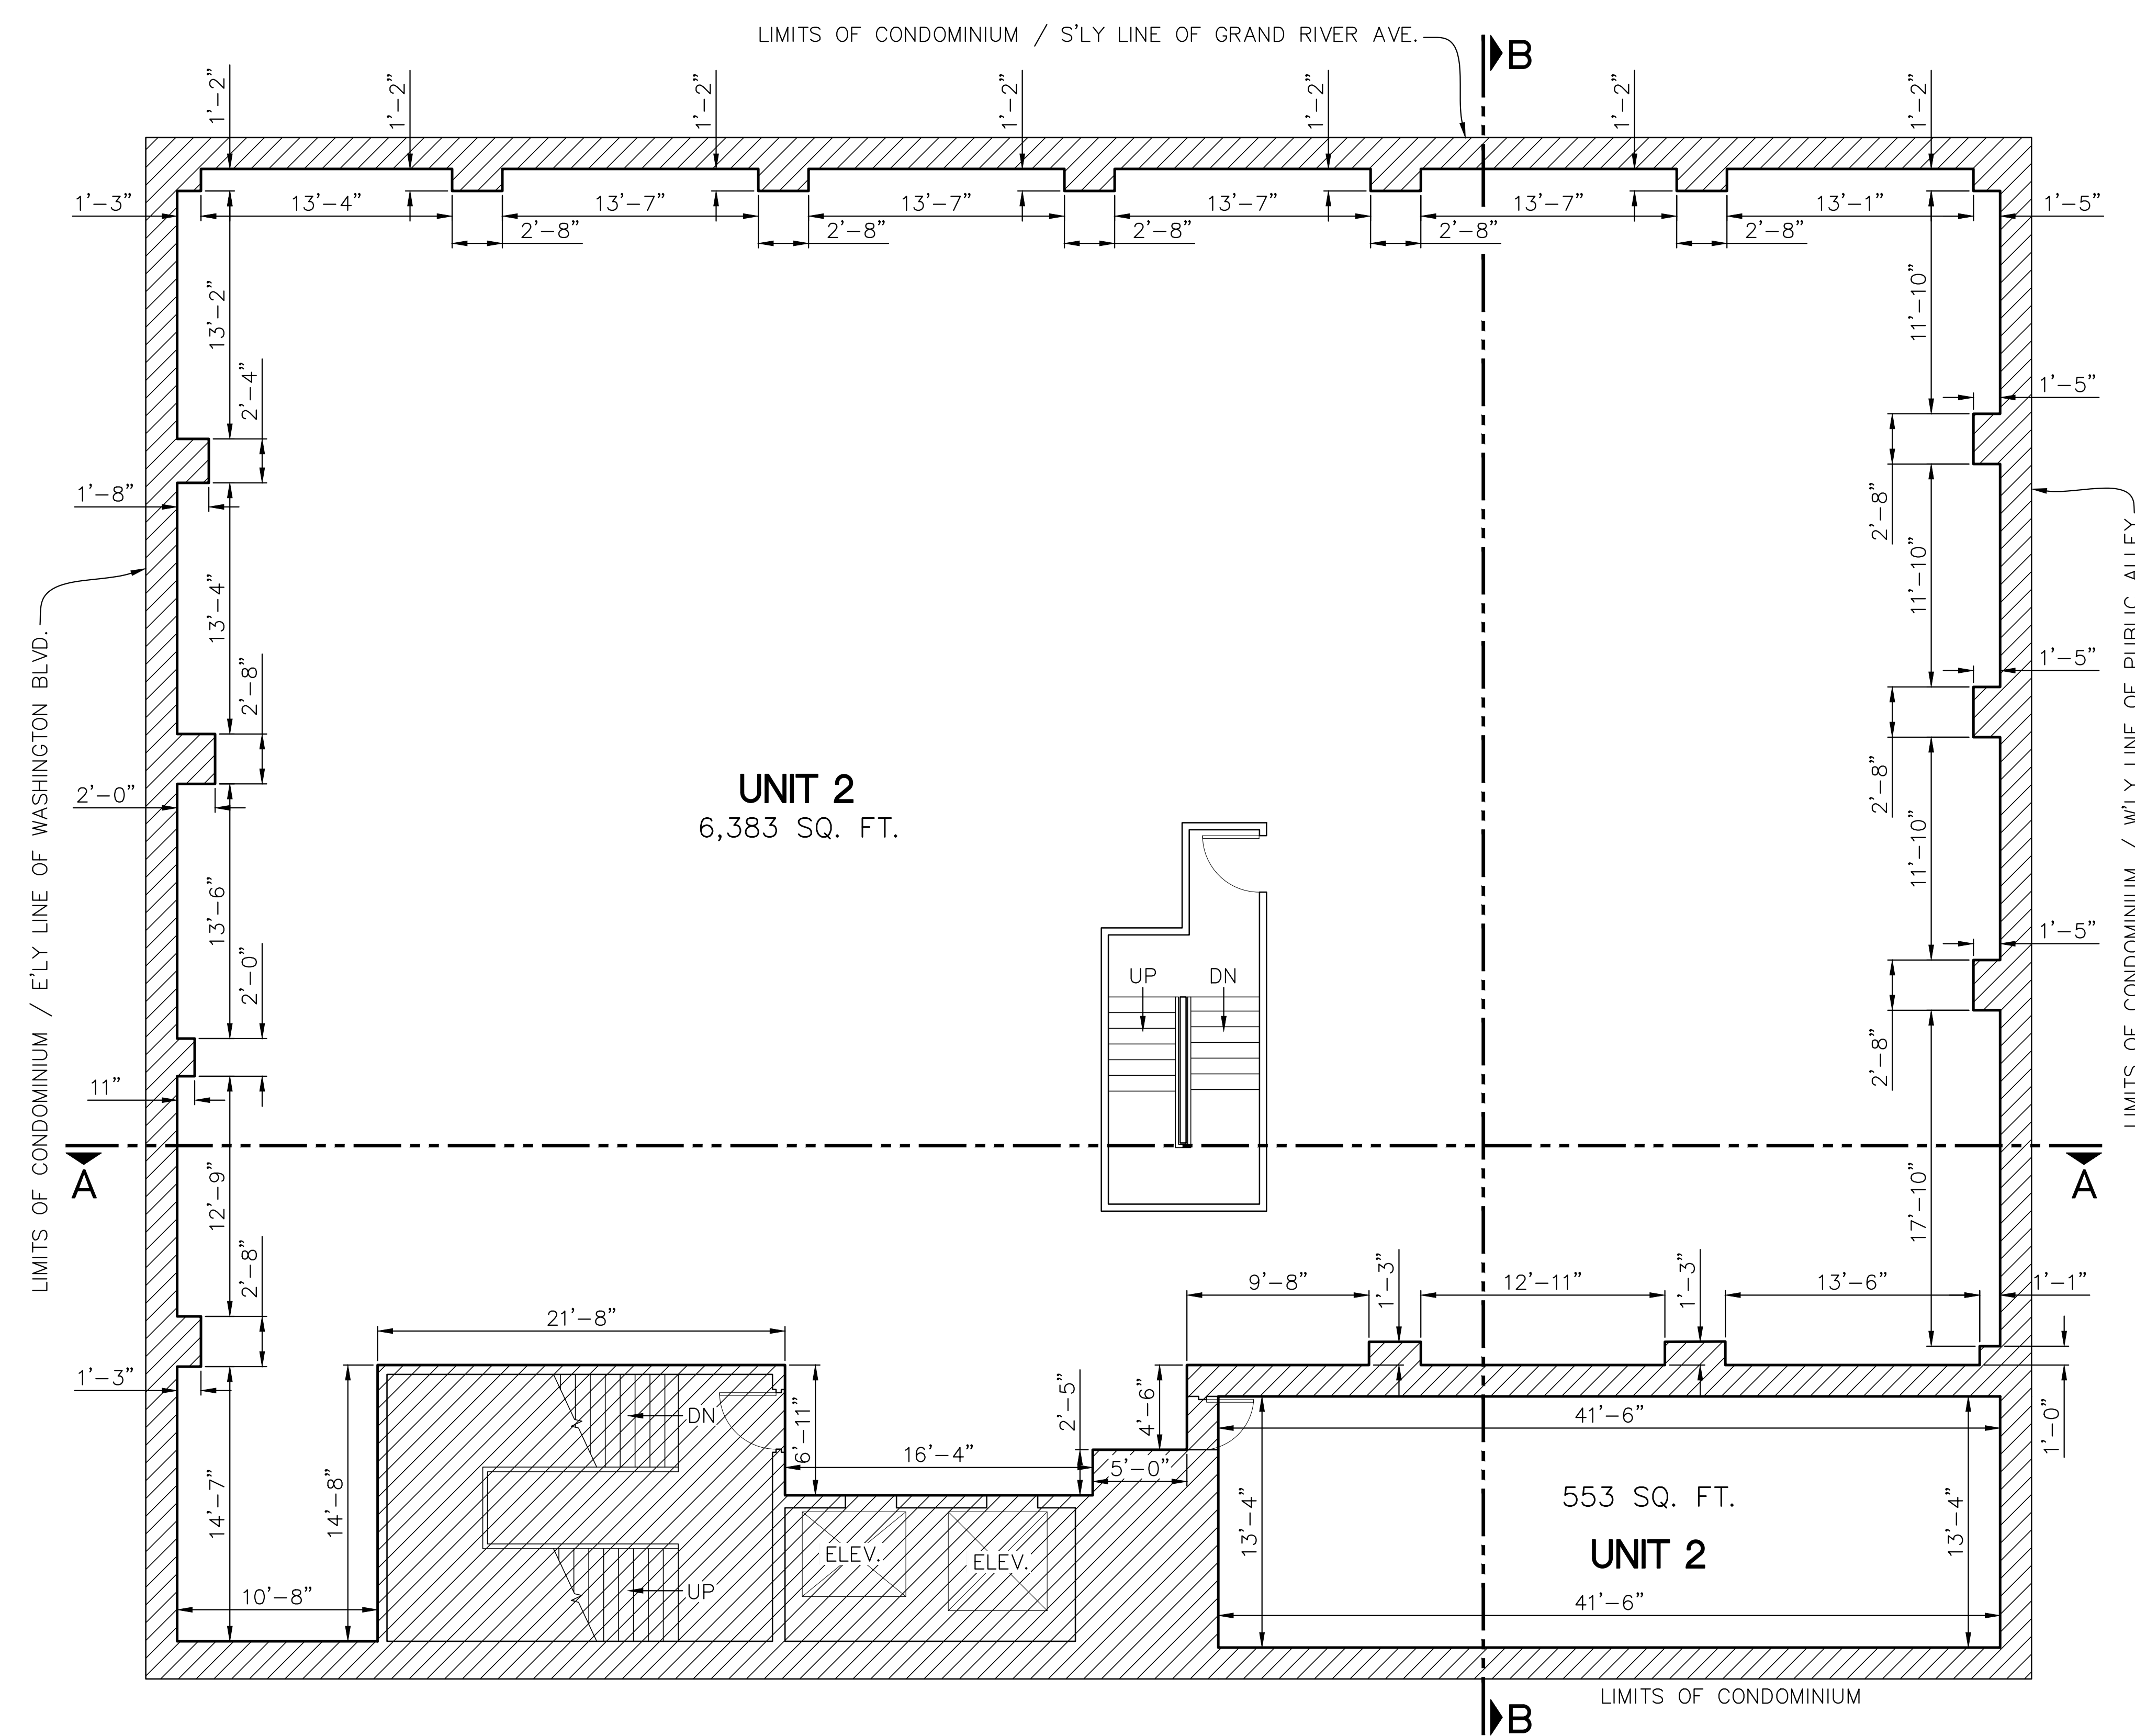 LIMITS OF CONDOMINIUM / S'LY LINE OF GRAND RIVER AVE.
B
1'-2" 1'-2" 1'-2" 1'-2" 1'-2" 1'-2" 1'-2"
1'-3" 13'-4" 13'-7" 13'-7" 13'-7" 13'-7" 13'-1" 1'-5"
2'-8" 2'-8" 2'-8" 2'-8" 2'-8"
13'-2"
11'-10"
2'-4"
1'-5"
1'-8"
2'-8"
LIMITS OF CONDOMINIUM / E'LY LINE OF WASHINGTON BLVD.
LIMITS OF CONDOMINIUM / W'LY LINE OF PUBLIC ALLEY
13'-4"
11'-10"
2'-8"
1'-5"
2'-0"
2'-8"
UNIT 2
6,383 SQ. FT.
13'-6"
11'-10"
2'-0"
1'-5"
UP DN
11"
2'-8"
A A
12'-9"
17'-10"
2'-8"
9'-8" 1'-3" 12'-11" 1'-3" 13'-6" 1'-1"
21'-8"
1'-3"
DN
6'-11"
2'-5"
4'-6"
41'-6"
1'-0"
16'-4"
5'-0"
14'-7"
14'-8"
13'-4"
553 SQ. FT.
13'-4"
ELEV. ELEV.
UNIT 2
10'-8"
UP
41'-6"
LIMITS OF CONDOMINIUM
B